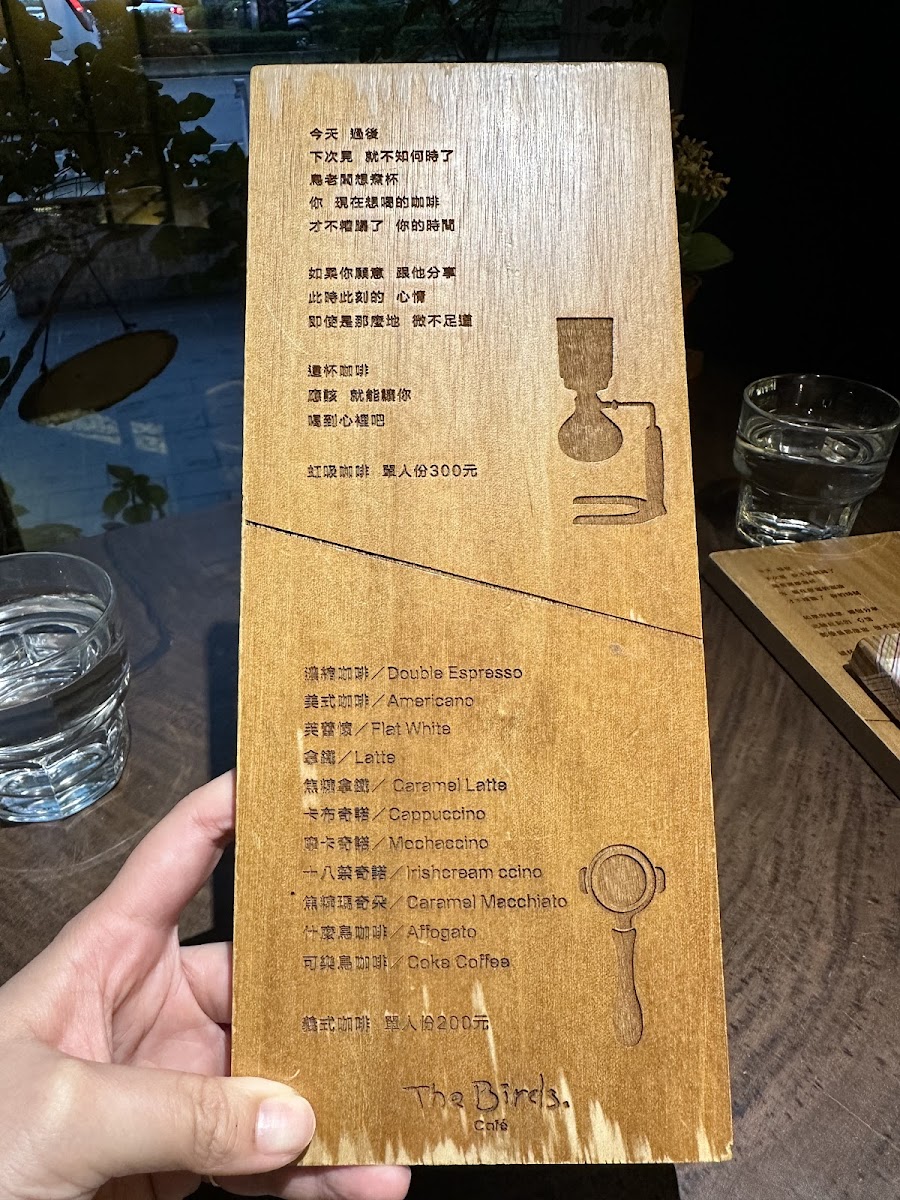 今天 過後
下次見 就不知何時了
鳥老闆想煮杯
你 現在想喝的咖啡
才不糟蹋了 你的時間
如果你願意 跟他分享
此時此刻的 心情
即使是那麼地 微不足道
這杯咖啡
應該 就能讓你
喝到心裡吧
虹吸咖啡 單人份300元
濃縮咖啡／Double Espresso
美式咖啡／Americano
芙蕾懷／Flat White
拿鐵／Latte
焦糖拿鐵／Caramel Latte
卡布奇諾／Cappuccino
摩卡奇諾／Mochaccino
十八禁奇諾／Irishcream ccino
焦糖瑪奇朵／Caramel Macchiato
什麼鳥咖啡／Affogato
可樂鳥咖啡／Coke Coffee
義式咖啡 單人份200元
The Birds.
Café